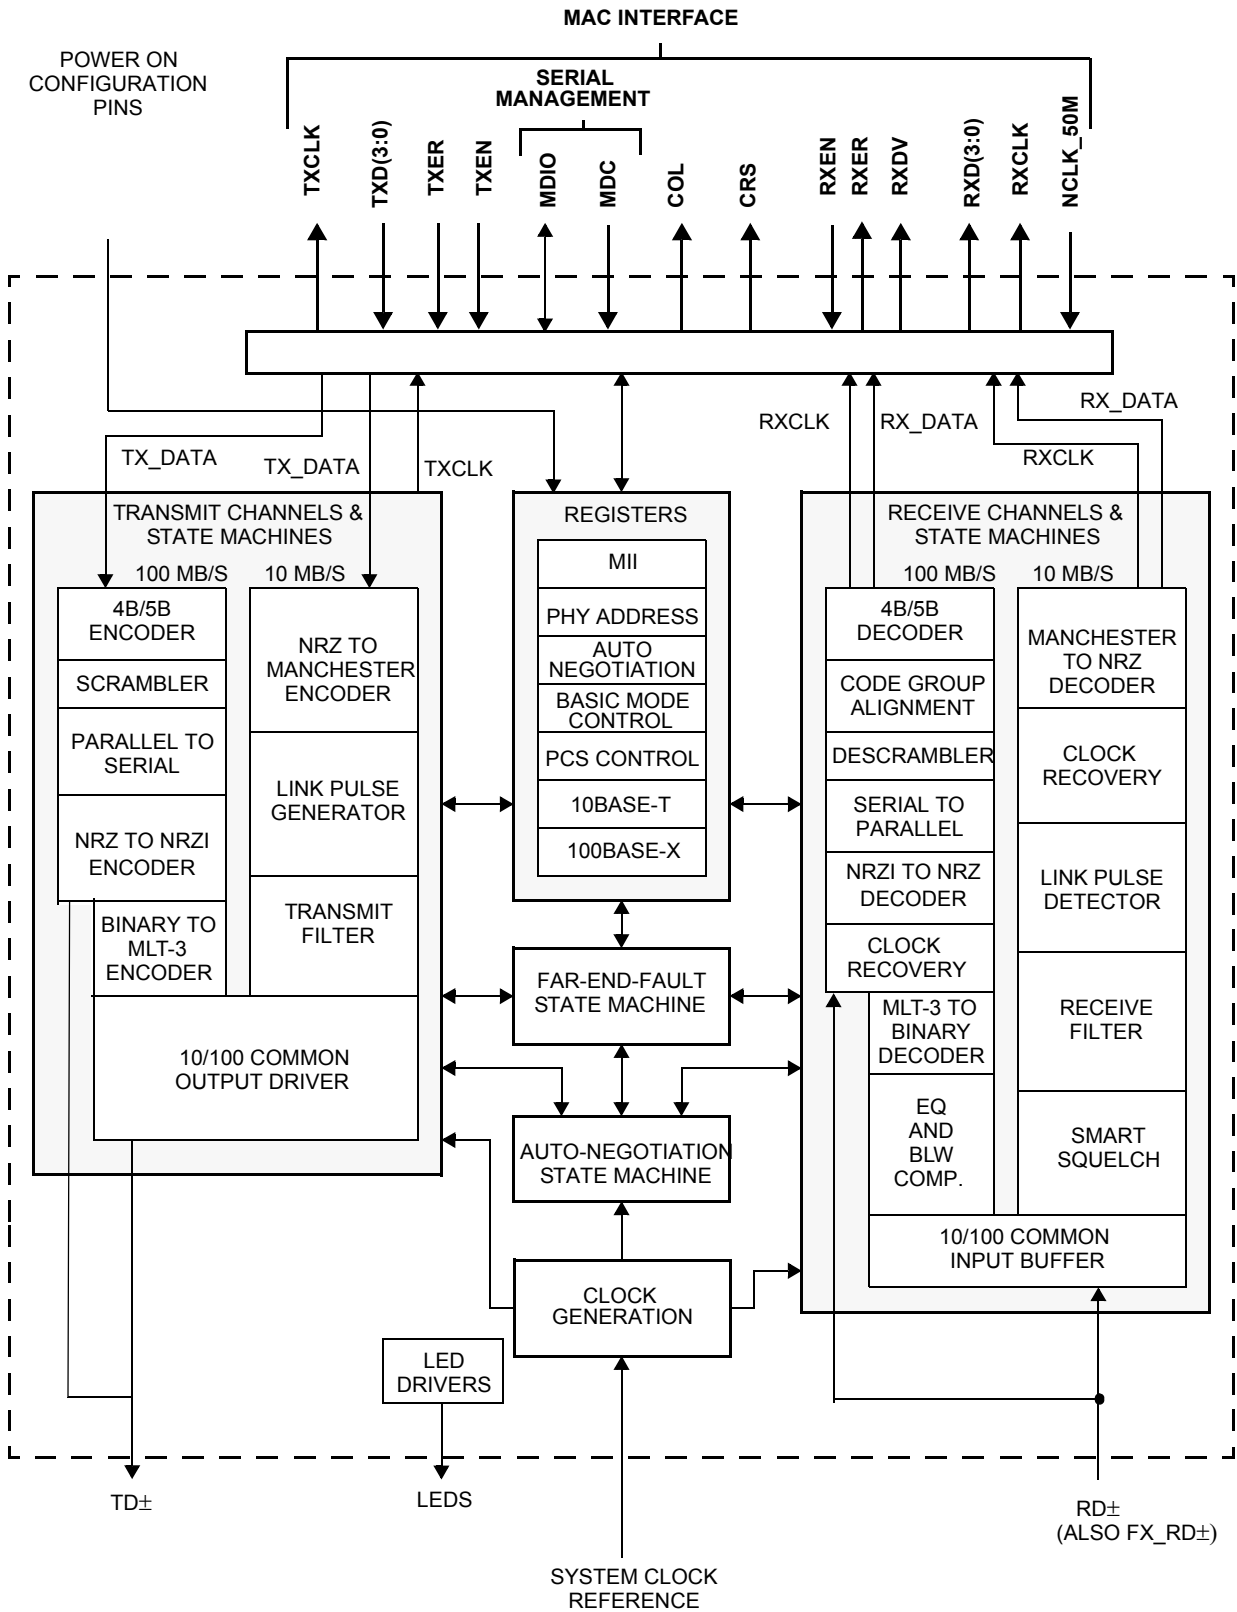 MAC INTERFACE
POWER ON
CONFIGURATION
PINS
SERIAL
MANAGEMENT
TXCLK
TXD(3:0)
TXER
TXEN
MDIO
MDC
COL
CRS
RXEN
RXER
RXDV
RXD(3:0)
RXCLK
NCLK_50M
TX_DATA
TX_DATA
TXCLK
RXCLK
RX_DATA
RXCLK
RX_DATA
TRANSMIT CHANNELS &
STATE MACHINES
100 MB/S
10 MB/S
4B/5B
ENCODER
SCRAMBLER
PARALLEL TO
SERIAL
NRZ TO NRZI
ENCODER
BINARY TO
MLT-3
ENCODER
NRZ TO
MANCHESTER
ENCODER
LINK PULSE
GENERATOR
TRANSMIT
FILTER
10/100 COMMON
OUTPUT DRIVER
REGISTERS
MII
PHY ADDRESS
AUTO
NEGOTIATION
BASIC MODE
CONTROL
PCS CONTROL
10BASE-T
100BASE-X
FAR-END-FAULT
STATE MACHINE
AUTO-NEGOTIATION
STATE MACHINE
CLOCK
GENERATION
RECEIVE CHANNELS &
STATE MACHINES
100 MB/S
10 MB/S
4B/5B
DECODER
CODE GROUP
ALIGNMENT
DESCRAMBLER
SERIAL TO
PARALLEL
NRZI TO NRZ
DECODER
CLOCK
RECOVERY
MLT-3 TO
BINARY
DECODER
EQ
AND
BLW
COMP.
MANCHESTER
TO NRZ
DECODER
CLOCK
RECOVERY
LINK PULSE
DETECTOR
RECEIVE
FILTER
SMART
SQUELCH
10/100 COMMON
INPUT BUFFER
LED
DRIVERS
TD±
LEDS
RD±
(ALSO FX_RD±)
SYSTEM CLOCK
REFERENCE